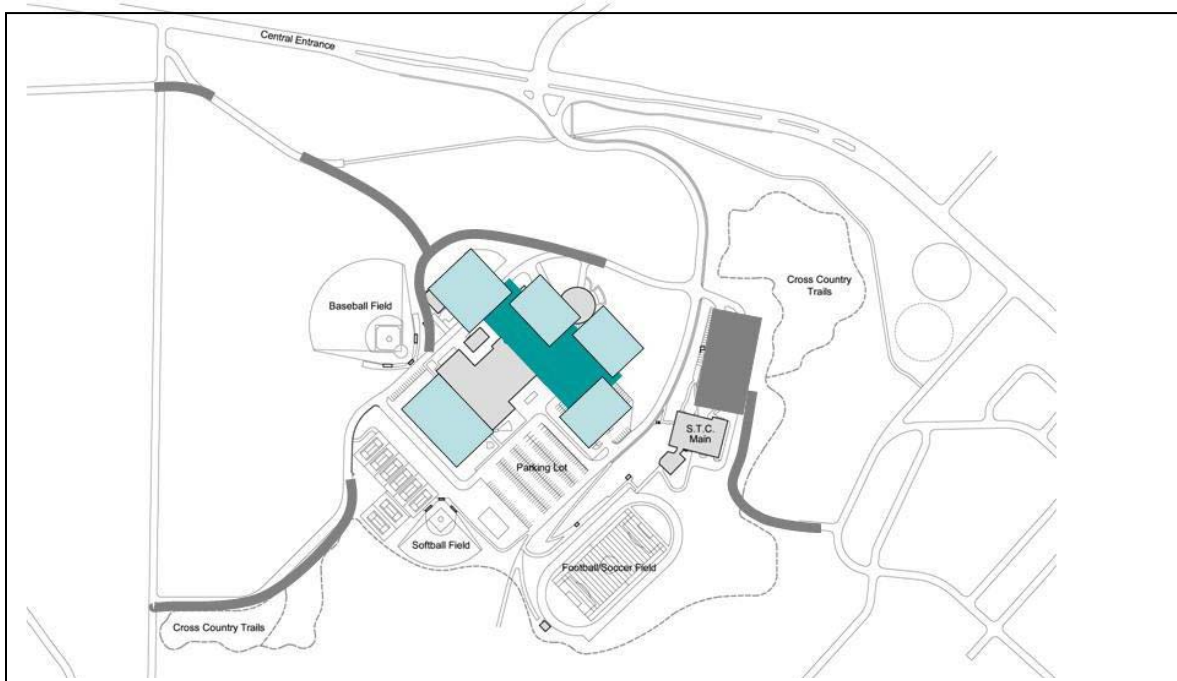 Central Entrance
Cross Country
Trails
Baseball Field
S.T.C.
Main
Parking Lot
Softball Field
Football/Soccer Field
Cross Country Trails